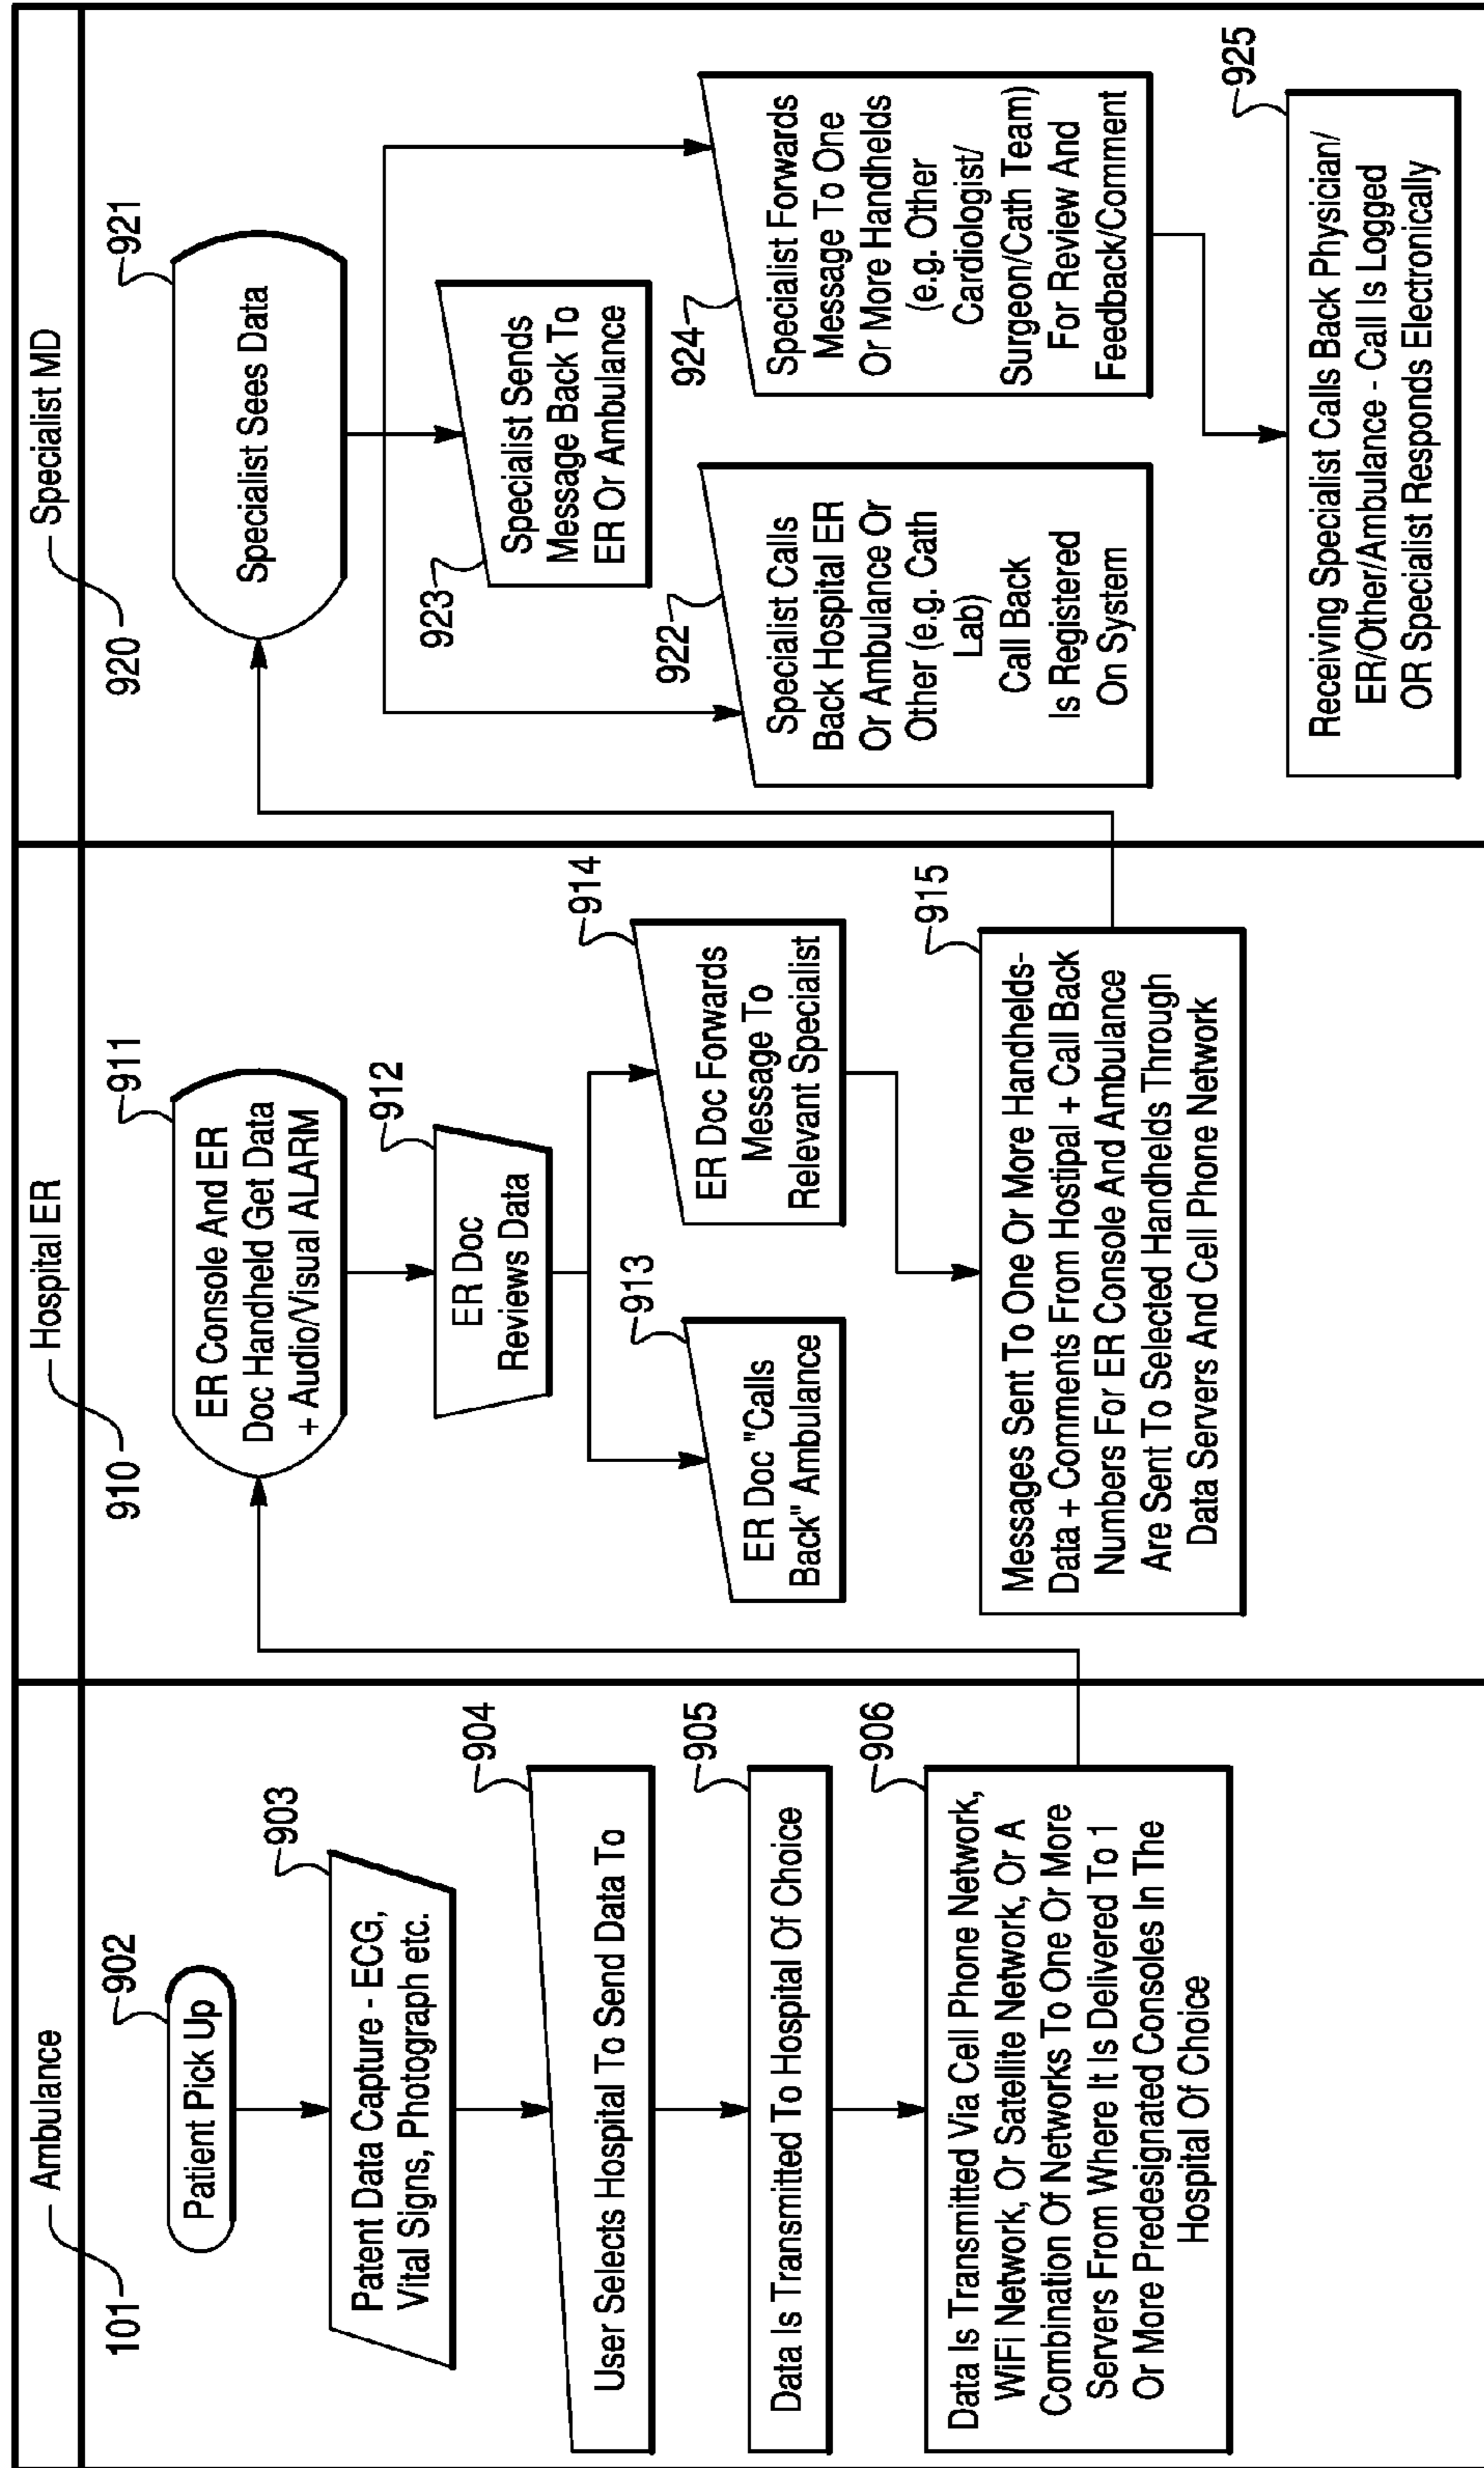 101
Ambulance
902
Patient Pick Up
903
Patent Data Capture - ECG,
Vital Signs, Photograph etc.
904
User Selects Hospital To Send Data To
905
Data Is Transmitted To Hospital Of Choice
906
Data Is Transmitted Via Cell Phone Network,
WiFi Network, Or Satellite Network, Or A
Combination Of Networks To One Or More
Servers From Where It Is Delivered To 1
Or More Predesignated Consoles In The
Hospital Of Choice
910
Hospital ER
911
ER Console And ER
Doc Handheld Get Data
+ Audio/Visual ALARM
912
ER Doc
Reviews Data
913
ER Doc "Calls
Back" Ambulance
914
ER Doc Forwards
Message To
Relevant Specialist
915
Messages Sent To One Or More Handhelds-
Data + Comments From Hostipal + Call Back
Numbers For ER Console And Ambulance
Are Sent To Selected Handhelds Through
Data Servers And Cell Phone Network
920
Specialist MD
921
Specialist Sees Data
923
Specialist Sends
Message Back To
ER Or Ambulance
922
Specialist Calls
Back Hospital ER
Or Ambulance Or
Other (e.g. Cath
Lab)
Call Back
Is Registered
On System
924
Specialist Forwards
Message To One
Or More Handhelds
(e.g. Other
Cardiologist/
Surgeon/Cath Team)
For Review And
Feedback/Comment
925
Receiving Specialist Calls Back Physician/
ER/Other/Ambulance - Call Is Logged
OR Specialist Responds Electronically